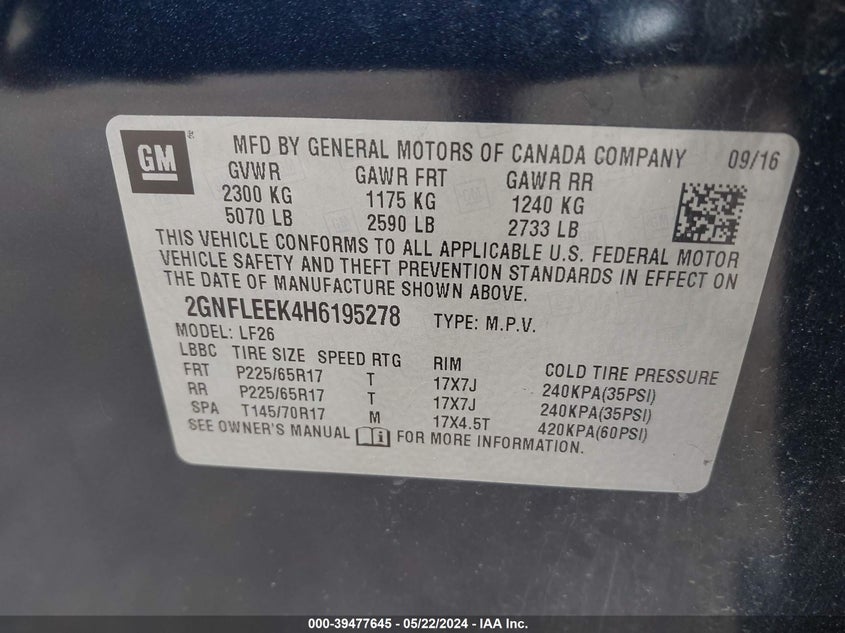 GM MFD BY GENERAL MOTORS OF CANADA COMPANY 09/16
GVWR GAWR FRT GAWR RR
2300 KG 1175 KG 1240 KG
5070 LB 2590 LB 2733 LB
THIS VEHICLE CONFORMS TO ALL APPLICABLE U.S. FEDERAL MOTOR
VEHICLE SAFETY AND THEFT PREVENTION STANDARDS IN EFFECT ON
THE DATE OF MANUFACTURE SHOWN ABOVE.
2GNFLEEK4H6195278 TYPE: M.P.V.
MODEL: LF26
LBBC TIRE SIZE SPEED RTG RIM COLD TIRE PRESSURE
FRT P225/65R17 T 17X7J 240KPA(35PSI)
RR P225/65R17 T 17X7J 240KPA(35PSI)
SPA T145/70R17 M 17X4.5T 420KPA(60PSI)
SEE OWNER'S MANUAL i FOR MORE INFORMATION.
000-39477645 - 05/22/2024 - IAA Inc.